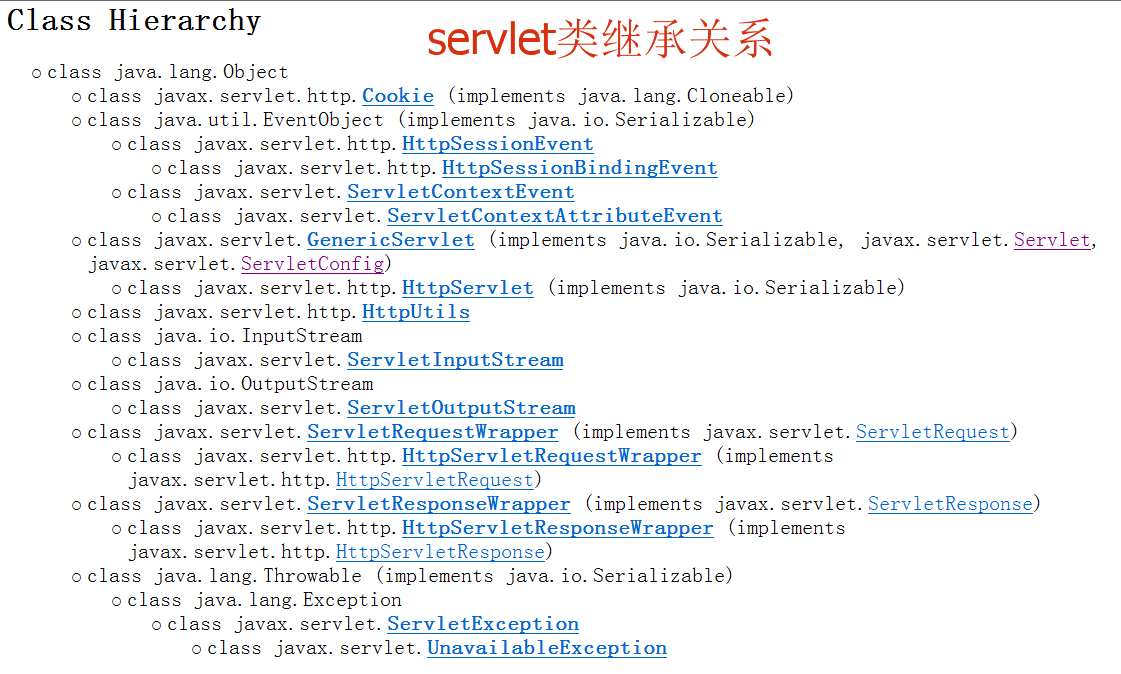 Class Hierarchy
servlet类继承关系
○ class java.lang.Object
○ class javax.servlet.http.Cookie (implements java.lang.Cloneable)
○ class java.util.EventObject (implements java.io.Serializable)
○ class javax.servlet.http.HttpSessionEvent
○ class javax.servlet.http.HttpSessionBindingEvent
○ class javax.servlet.ServletContextEvent
○ class javax.servlet.ServletContextAttributeEvent
○ class javax.servlet.GenericServlet (implements java.io.Serializable, javax.servlet.Servlet,
javax.servlet.ServletConfig)
○ class javax.servlet.http.HttpServlet (implements java.io.Serializable)
○ class javax.servlet.http.HttpUtils
○ class java.io.InputStream
○ class javax.servlet.ServletInputStream
○ class java.io.OutputStream
○ class javax.servlet.ServletOutputStream
○ class javax.servlet.ServletRequestWrapper (implements javax.servlet.ServletRequest)
○ class javax.servlet.http.HttpServletRequestWrapper (implements
javax.servlet.http.HttpServletRequest)
○ class javax.servlet.ServletResponseWrapper (implements javax.servlet.ServletResponse)
○ class javax.servlet.http.HttpServletResponseWrapper (implements
javax.servlet.http.HttpServletResponse)
○ class java.lang.Throwable (implements java.io.Serializable)
○ class java.lang.Exception
○ class javax.servlet.ServletException
○ class javax.servlet.UnavailableException